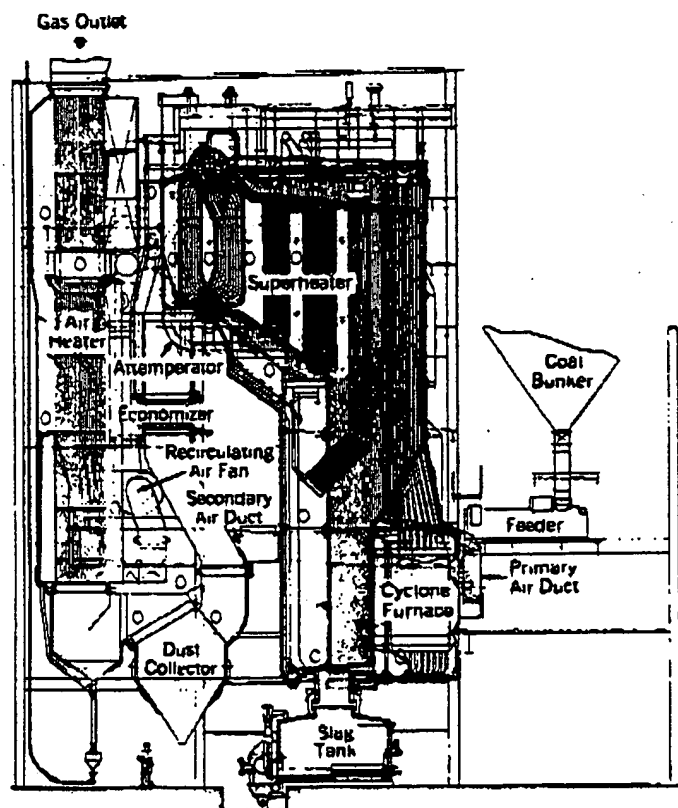 Gas Outlet
Superheater
Air
Heater
Attemperator
Economizer
Recirculating
Air Fan
Secondary
Air Duct
Coal
Bunker
Feeder
Primary
Air Duct
Cyclone
Furnace
Dust
Collector
Slag
Tank